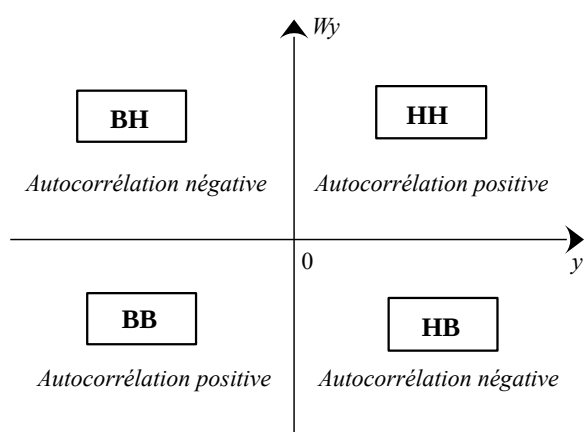 Wy
BH
HH
Autocorrélation négative
Autocorrélation positive
0
y
BB
HB
Autocorrélation positive
Autocorrélation négative